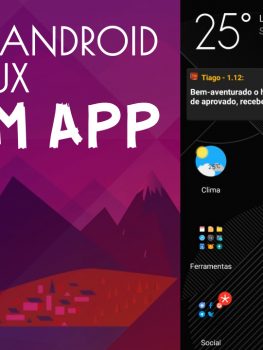 ANDROID
UX
M APP
25°
Tiago - 1.12:
Bem-aventurado o h
de aprovado, recebe
Clima
Ferramentas
Social